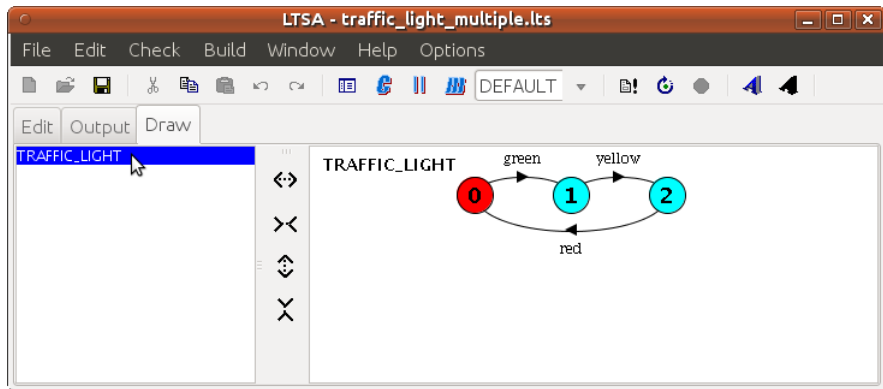 LTSA - traffic_light_multiple.lts
File Edit Check Build Window Help Options
DEFAULT
Edit Output Draw
TRAFFIC_LIGHT
TRAFFIC_LIGHT
green yellow
0 1 2
red